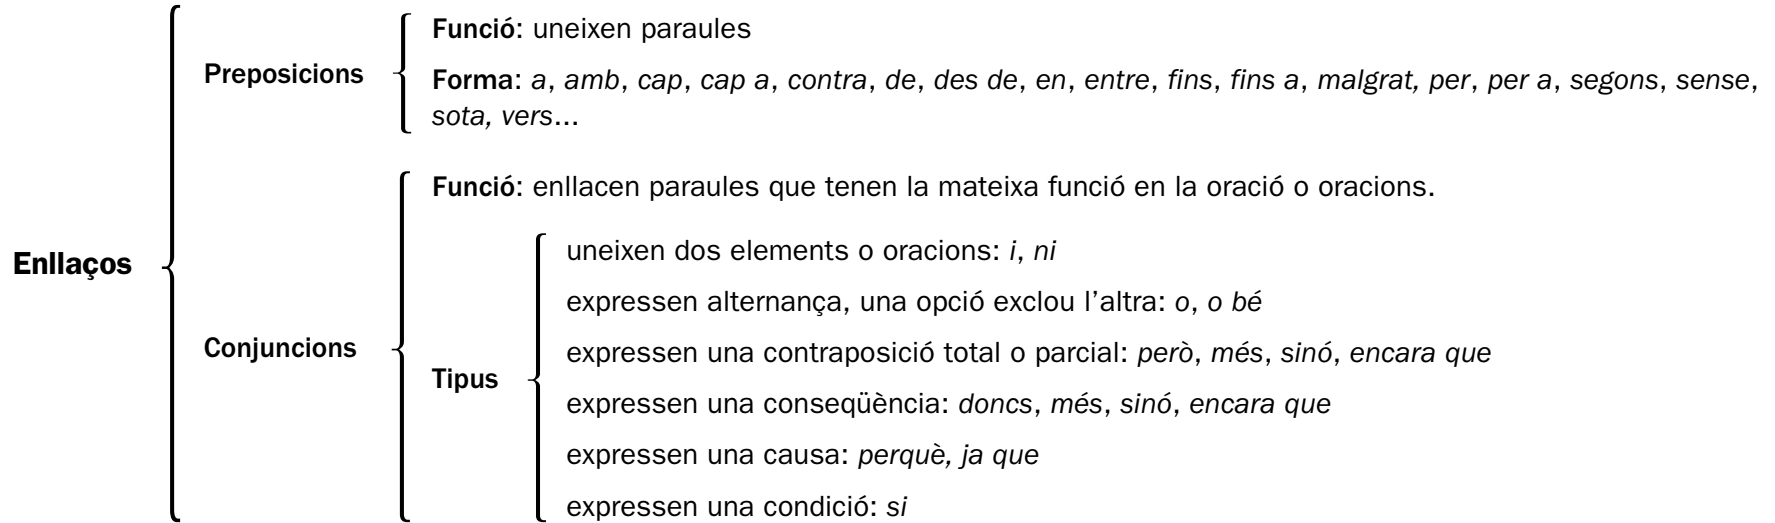 Enllaços
Preposicions
Funció: uneixen paraules
Forma: a, amb, cap, cap a, contra, de, des de, en, entre, fins, fins a, malgrat, per, per a, segons, sense,
sota, vers...
Conjuncions
Funció: enllacen paraules que tenen la mateixa funció en la oració o oracions.
Tipus
uneixen dos elements o oracions: i, ni
expressen alternança, una opció exclou l’altra: o, o bé
expressen una contraposició total o parcial: però, més, sinó, encara que
expressen una conseqüència: doncs, més, sinó, encara que
expressen una causa: perquè, ja que
expressen una condició: si